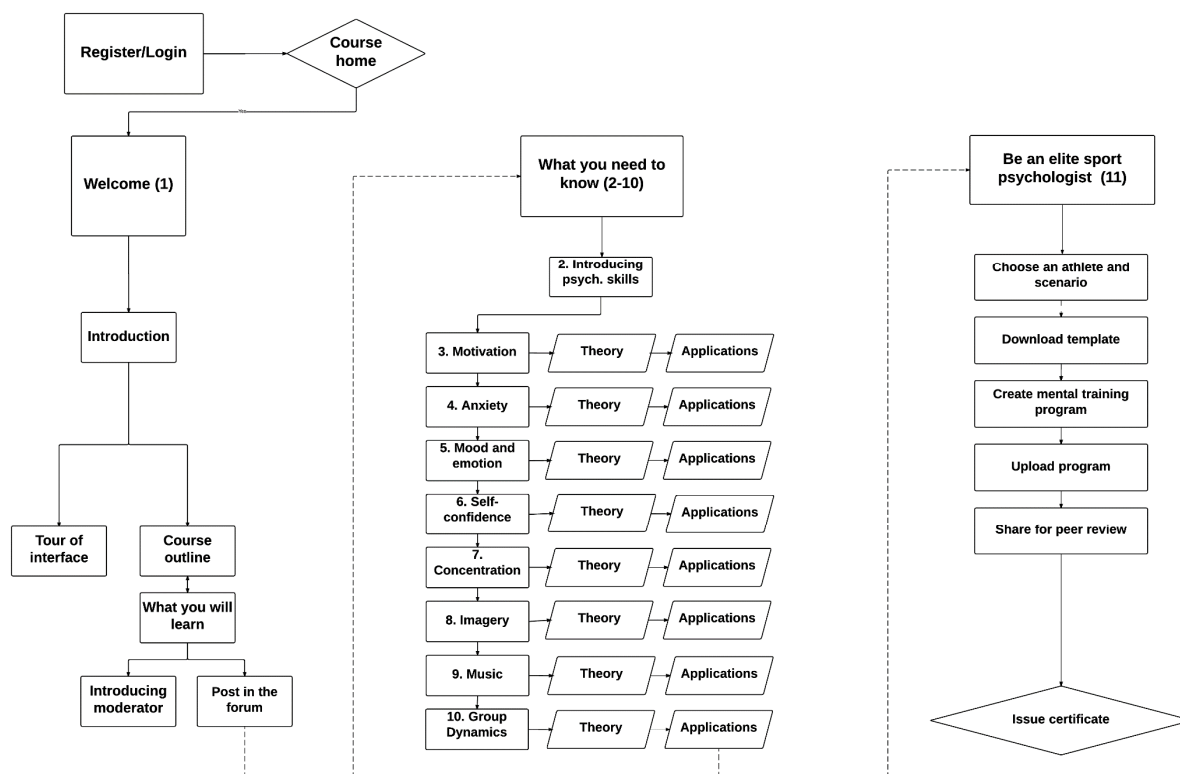 Register/Login
Course
home
Welcome (1)
Introduction
Tour of
interface
Course
outline
What you will
learn
Introducing
moderator
Post in the
forum
What you need to
know (2-10)
2. Introducing
psych. skills
3. Motivation
Theory
Applications
4. Anxiety
Theory
Applications
5. Mood and
emotion
Theory
Applications
6. Self-
confidence
Theory
Applications
7.
Concentration
Theory
Applications
8. Imagery
Theory
Applications
9. Music
Theory
Applications
10. Group
Dynamics
Theory
Applications
Be an elite sport
psychologist (11)
Choose an athlete and
scenario
Download template
Create mental training
program
Upload program
Share for peer review
Issue certificate